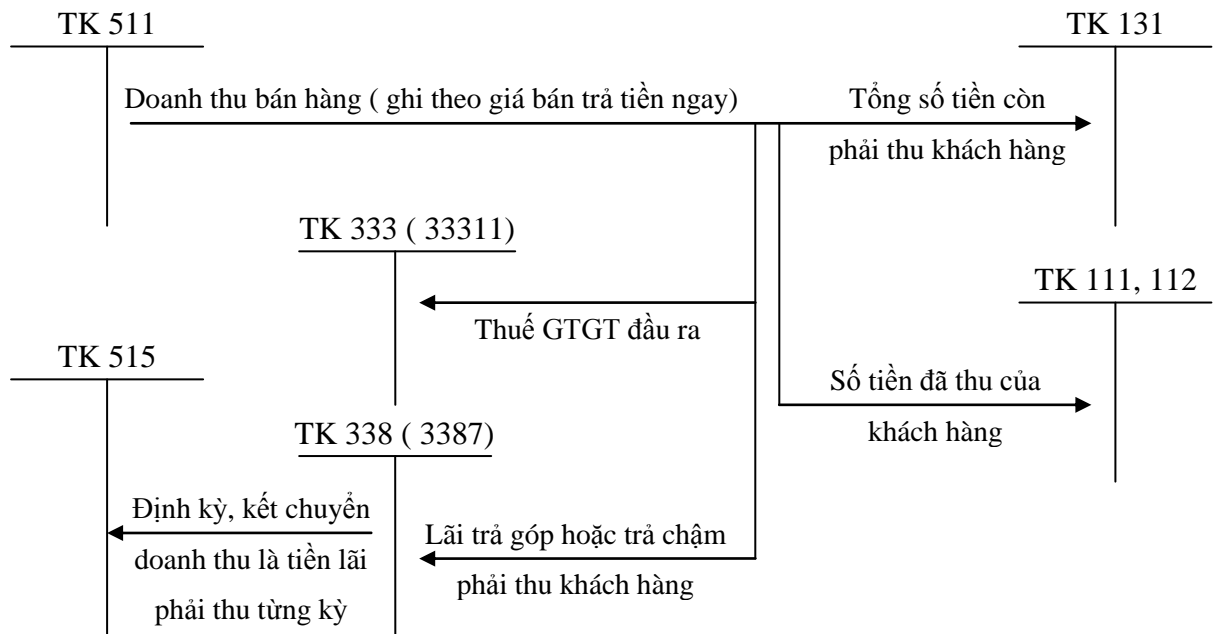 TK 511
TK 131
Doanh thu bán hàng ( ghi theo giá bán trả tiền ngay)
Tổng số tiền còn
phải thu khách hàng
TK 333 ( 33311)
TK 111, 112
Thuế GTGT đầu ra
TK 515
Số tiền đã thu của
khách hàng
TK 338 ( 3387)
Định kỳ, kết chuyển
doanh thu là tiền lãi
phải thu từng kỳ
Lãi trả góp hoặc trả chậm
phải thu khách hàng